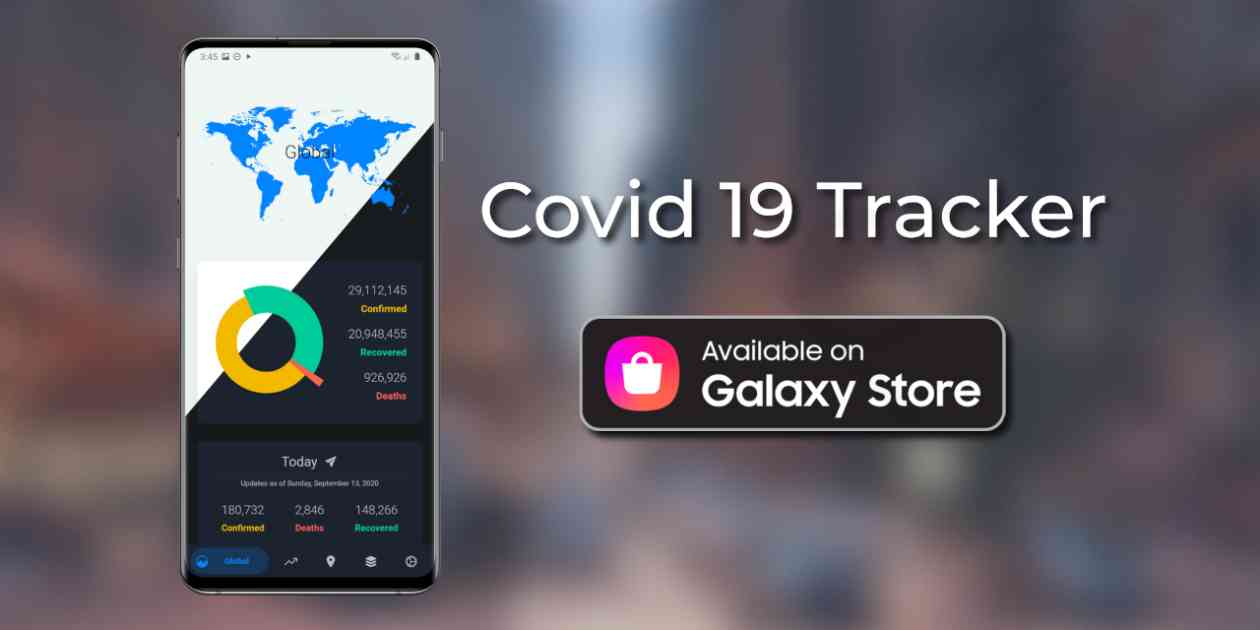 3:45
Global
29,112,145
Confirmed
20,948,455
Recovered
926,926
Deaths
Today
Updates as of Sunday, September 13, 2020
180,732 2,846 148,266
Confirmed Deaths Recovered
Global
Covid 19 Tracker
Available on
Galaxy Store